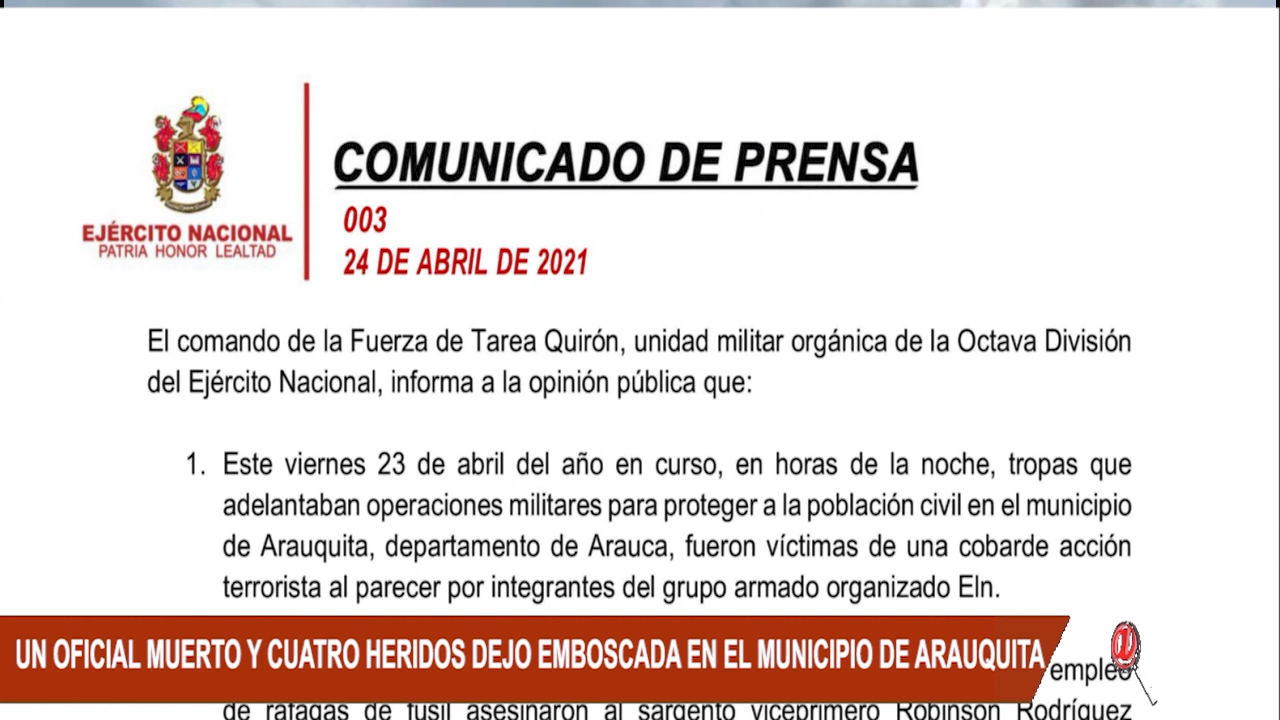 EJÉRCITO NACIONAL
PATRIA HONOR LEALTAD
COMUNICADO DE PRENSA
003
24 DE ABRIL DE 2021
El comando de la Fuerza de Tarea Quirón, unidad militar orgánica de la Octava División
del Ejército Nacional, informa a la opinión pública que:
1. Este viernes 23 de abril del año en curso, en horas de la noche, tropas que
adelantaban operaciones militares para proteger a la población civil en el municipio
de Arauquita, departamento de Arauca, fueron víctimas de una cobarde acción
terrorista al parecer por integrantes del grupo armado organizado Eln.
UN OFICIAL MUERTO Y CUATRO HERIDOS DEJO EMBOSCADA EN EL MUNICIPIO DE ARAUQUITA
empleo
de ráfagas de fusil asesinaron al sargento viceprimero Robinson Rodríguez